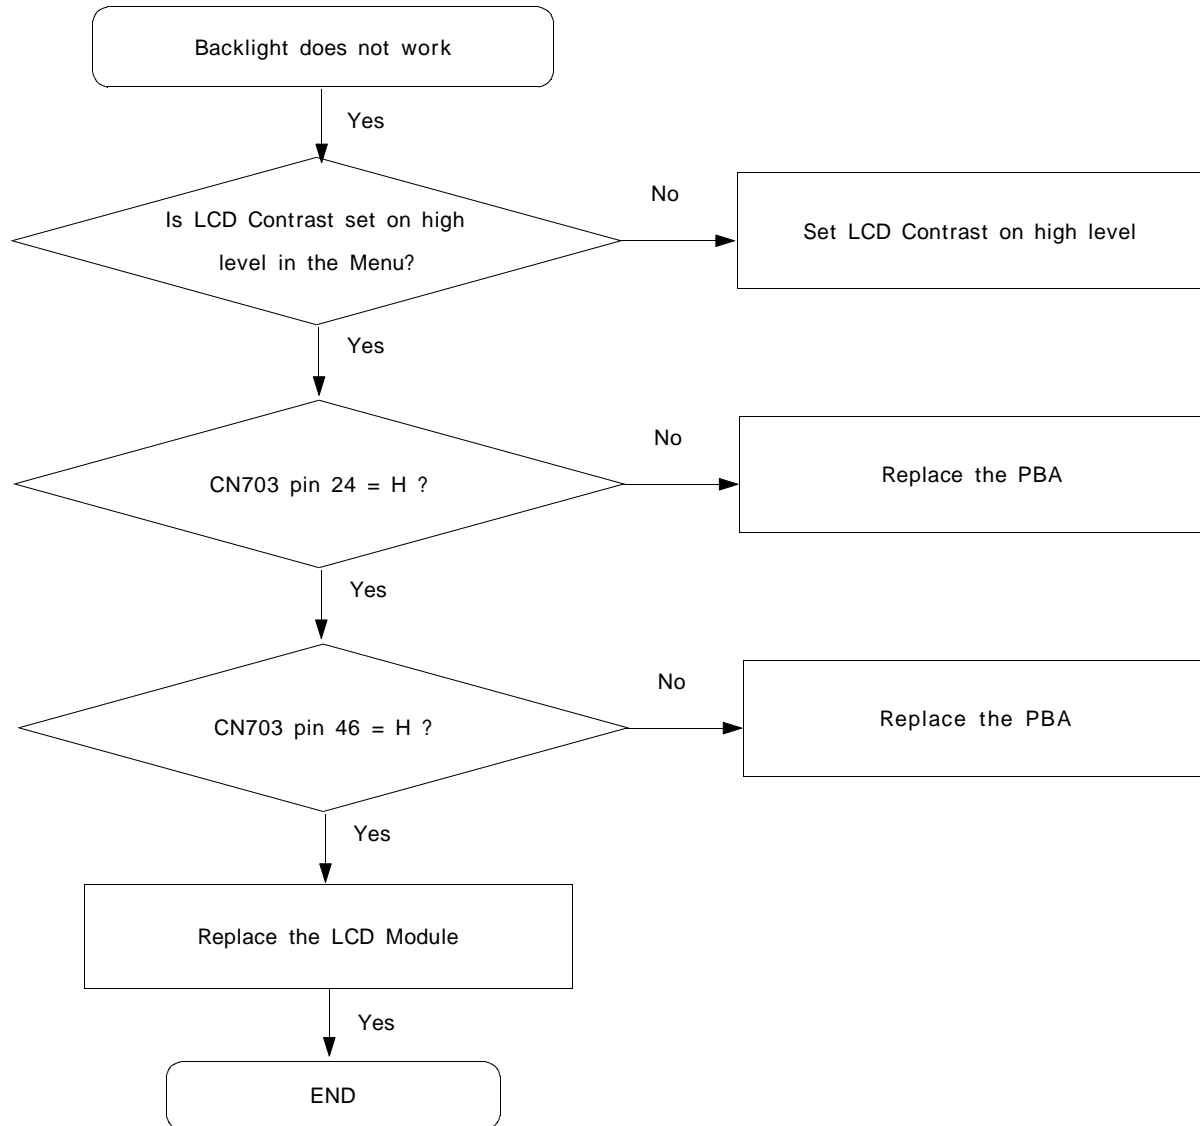 Backlight does not work
Yes
Is LCD Contrast set on high
level in the Menu?
No
Set LCD Contrast on high level
Yes
CN703 pin 24 = H ?
No
Replace the PBA
Yes
CN703 pin 46 = H ?
No
Replace the PBA
Yes
Replace the LCD Module
Yes
END